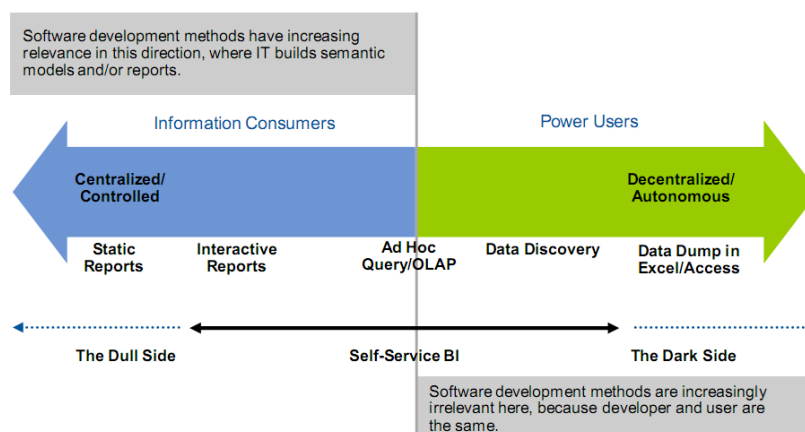 Software development methods have increasing
relevance in this direction, where IT builds semantic
models and/or reports.
Information Consumers
Power Users
Centralized/
Controlled
Decentralized/
Autonomous
Static
Reports
Interactive
Reports
Ad Hoc
Query/OLAP
Data Discovery
Data Dump in
Excel/Access
The Dull Side
Self-Service BI
The Dark Side
Software development methods are increasingly
irrelevant here, because developer and user are
the same.